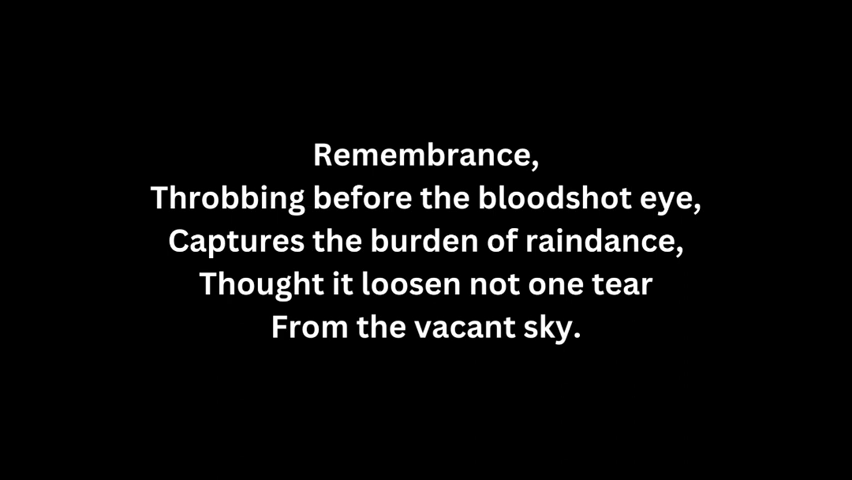 Remembrance,
Throbbing before the bloodshot eye,
Captures the burden of raindance,
Thought it loosen not one tear
From the vacant sky.